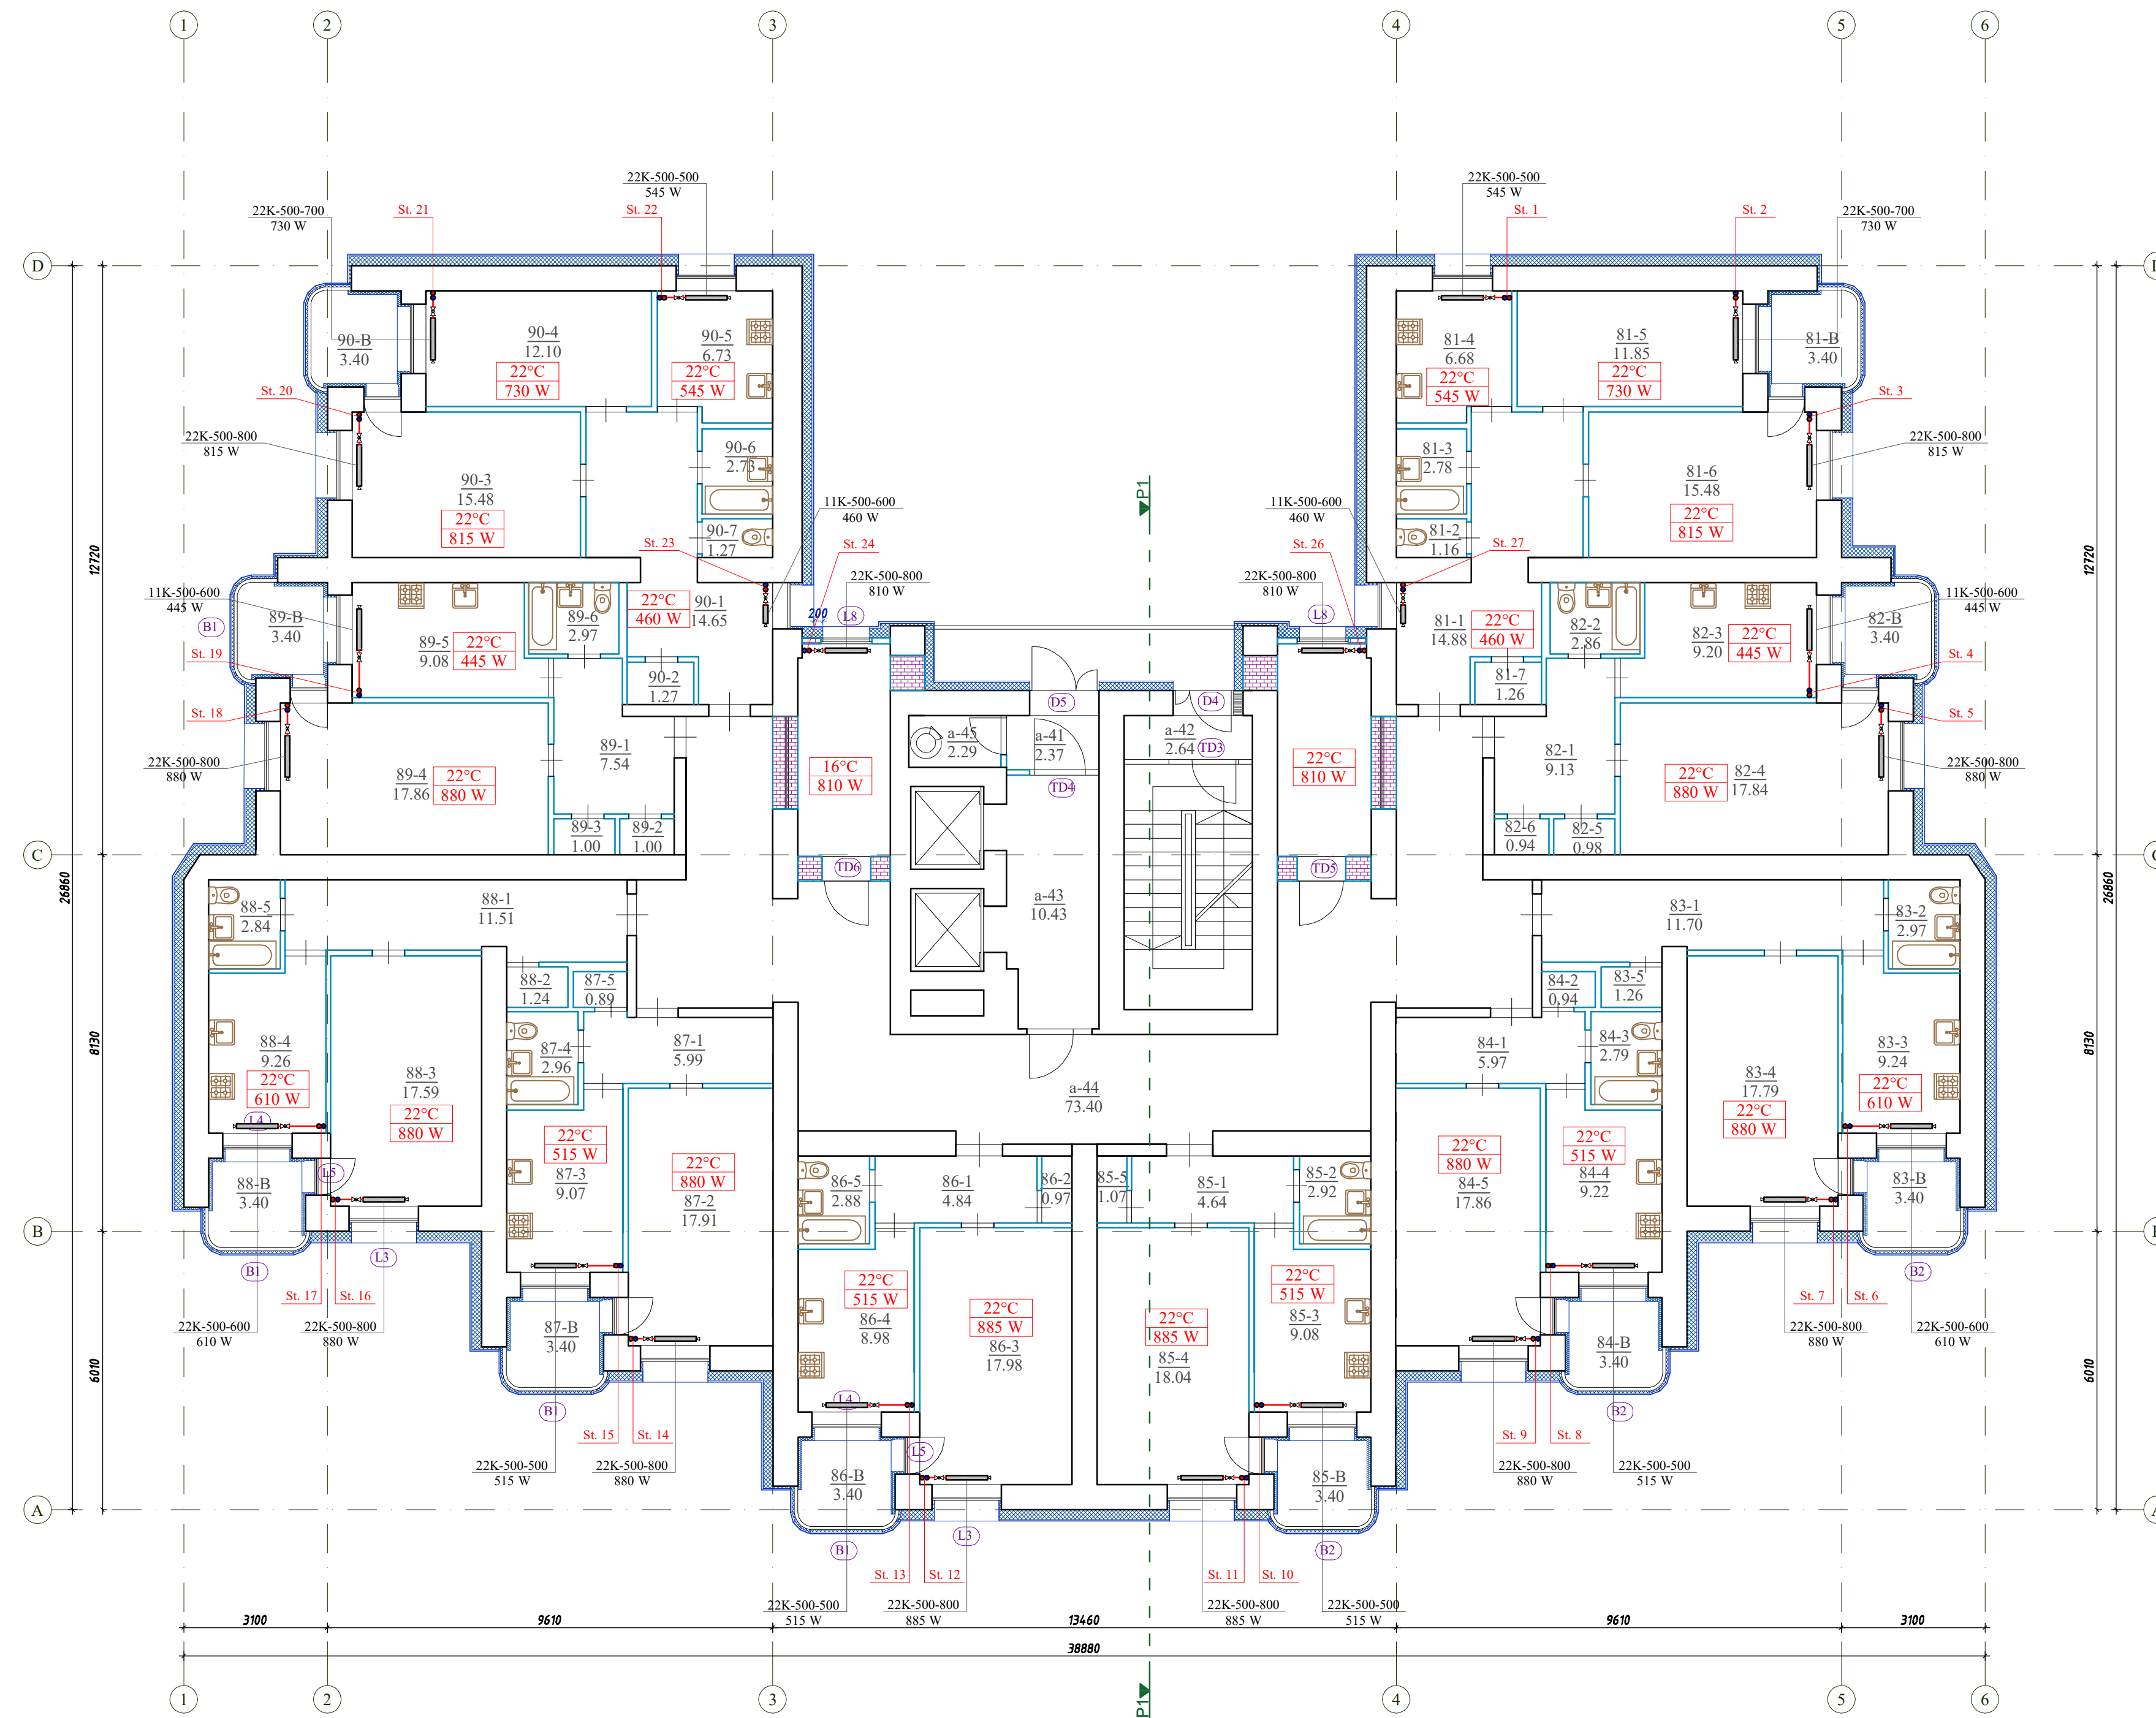 1
2
3
4
5
6
22K-500-500
545 W
22K-500-500
545 W
22K-500-700
730 W
St. 21
St. 22
St. 1
St. 2
22K-500-700
730 W
D
90-B
3.40
90-4
12.10
22°C
730 W
90-5
6.73
22°C
545 W
81-4
6.68
22°C
545 W
81-5
11.85
22°C
730 W
81-B
3.40
St. 20
St. 3
22K-500-800
815 W
22K-500-800
815 W
90-3
15.48
22°C
815 W
90-6
2.73
90-7
1.27
81-3
2.78
81-2
1.16
81-6
15.48
22°C
815 W
P1
11K-500-600
460 W
11K-500-600
460 W
St. 23
St. 24
St. 26
St. 27
22K-500-800
810 W
22K-500-800
810 W
12720
12720
11K-500-600
445 W
11K-500-600
445 W
B1
89-B
3.40
89-5
9.08
22°C
445 W
89-6
2.97
22°C
460 W
90-1
14.65
200
L8
L8
81-1
14.88
22°C
460 W
82-2
2.86
82-3
9.20
22°C
445 W
82-B
3.40
St. 19
St. 4
90-2
1.27
81-7
1.26
St. 18
St. 5
D5
D4
a-45
2.29
a-41
2.37
a-42
2.64
TD3
TD4
22K-500-800
880 W
22K-500-800
880 W
89-4
17.86
22°C
880 W
89-1
7.54
16°C
810 W
22°C
810 W
82-1
9.13
22°C
880 W
82-4
17.84
89-3
1.00
89-2
1.00
82-6
0.94
82-5
0.98
C
26860
26860
TD6
TD5
88-5
2.84
88-1
11.51
a-43
10.43
83-1
11.70
83-2
2.97
88-2
1.24
87-5
0.89
84-2
0.94
83-5
1.26
8130
8130
88-4
9.26
22°C
610 W
88-3
17.59
22°C
880 W
87-4
2.96
87-1
5.99
a-44
73.40
84-1
5.97
84-3
2.79
83-4
17.79
22°C
880 W
83-3
9.24
22°C
610 W
L4
L5
88-B
3.40
22°C
515 W
87-3
9.07
22°C
880 W
87-2
17.91
86-5
2.88
86-1
4.84
86-2
0.97
85-5
1.07
85-1
4.64
85-2
2.92
22°C
880 W
84-5
17.86
22°C
515 W
84-4
9.22
83-B
3.40
B
B1
L3
B2
St. 17
St. 16
St. 7
St. 6
22K-500-600
610 W
22K-500-800
880 W
22K-500-800
880 W
22K-500-600
610 W
87-B
3.40
22°C
515 W
86-4
8.98
22°C
885 W
86-3
17.98
22°C
885 W
85-4
18.04
22°C
515 W
85-3
9.08
84-B
3.40
6010
6010
B1
L4
L5
B2
St. 15
St. 14
St. 9
St. 8
22K-500-500
515 W
22K-500-800
880 W
22K-500-800
880 W
22K-500-500
515 W
86-B
3.40
85-B
3.40
A
B1
L3
B2
St. 13
St. 12
St. 11
St. 10
22K-500-500
515 W
22K-500-800
885 W
22K-500-800
885 W
22K-500-500
515 W
3100
9610
13460
9610
3100
38880
P1
1
2
3
4
5
6